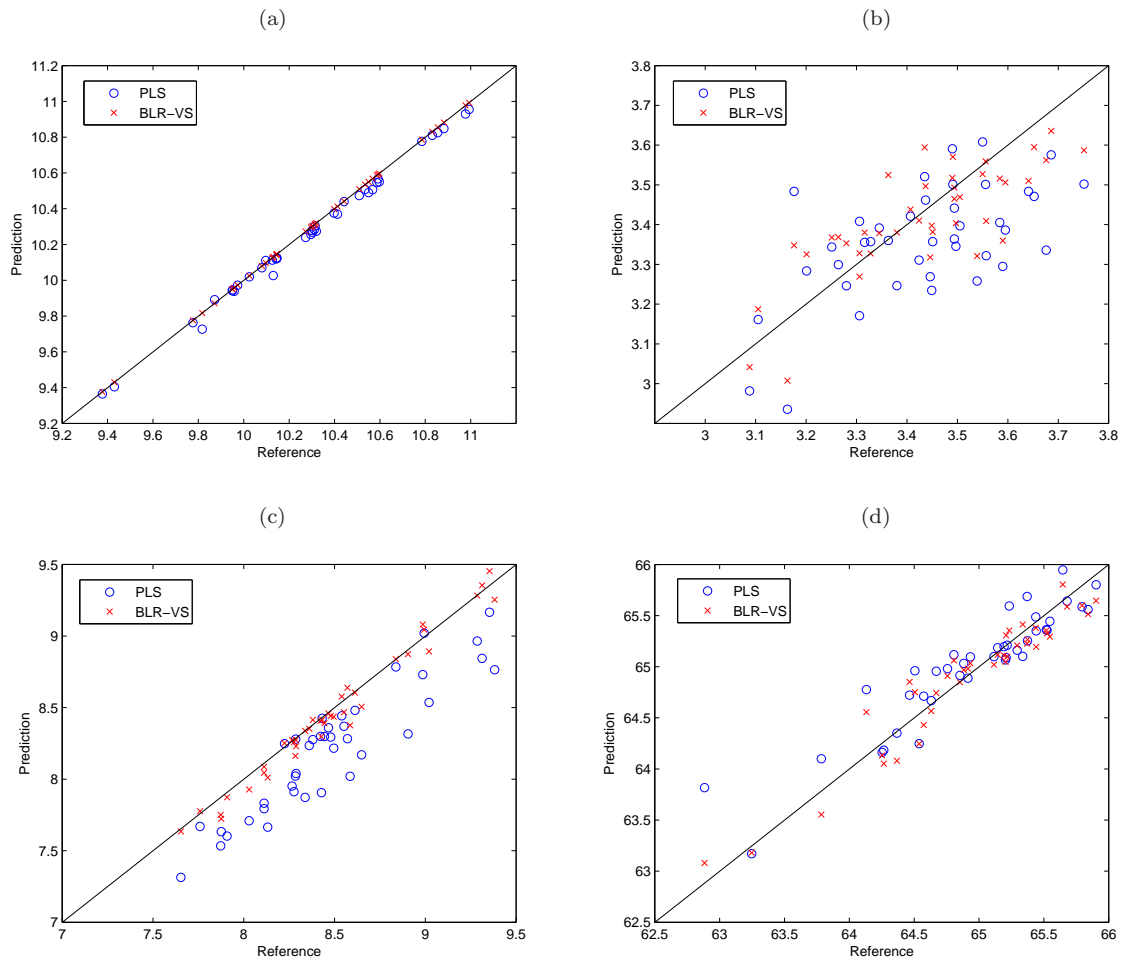 (a)
11.2
11
10.8
10.6
10.4
10.2
10
9.8
9.6
9.4
9.2
Prediction
PLS
BLR−VS
9.2 9.4 9.6 9.8 10 10.2 10.4 10.6 10.8 11
Reference
(b)
3.8
3.7
3.6
3.5
3.4
3.3
3.2
3.1
3
Prediction
PLS
BLR−VS
3 3.1 3.2 3.3 3.4 3.5 3.6 3.7 3.8
Reference
(c)
9.5
9
8.5
8
7.5
7
Prediction
PLS
BLR−VS
7 7.5 8 8.5 9 9.5
Reference
(d)
66
65.5
65
64.5
64
63.5
63
62.5
Prediction
PLS
BLR−VS
62.5 63 63.5 64 64.5 65 65.5 66
Reference